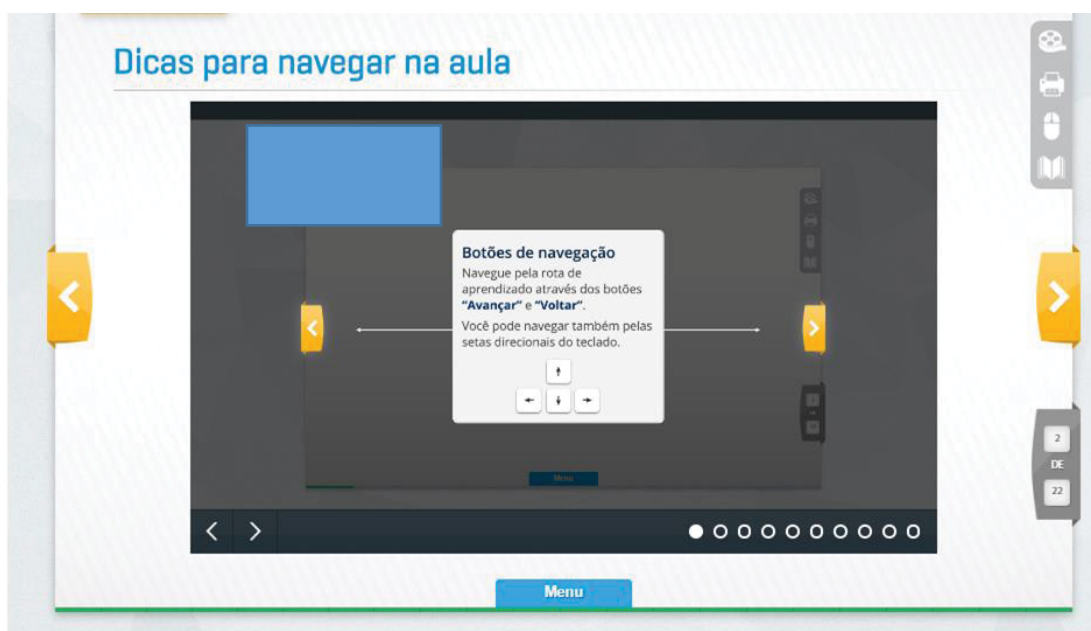 Dicas para navegar na aula
Botões de navegação
Navegue pela rota de
aprendizado através dos botões
"Avançar" e "Voltar".
Você pode navegar também pelas
setas direcionais do teclado.
Menu
2
DE
22
Menu